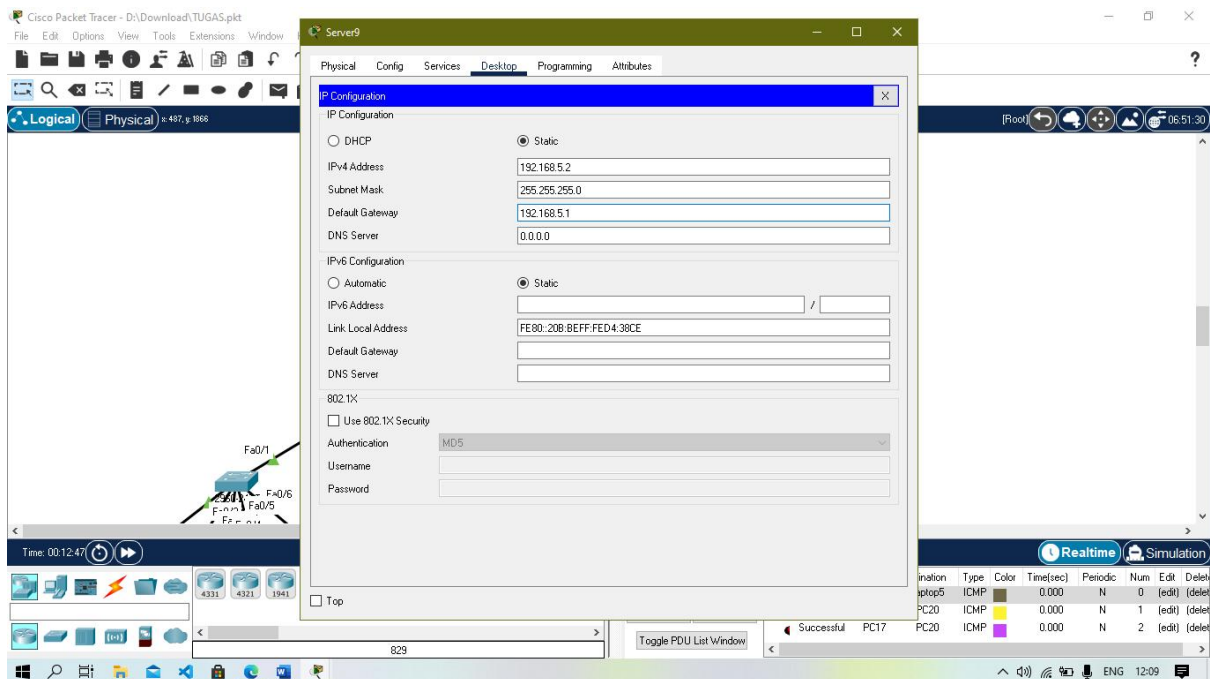 Cisco Packet Tracer - D:\Download\TUGAS.pkt
File Edit Options View Tools Extensions Window
Server9
Physical Config Services Desktop Programming Attributes
IP Configuration X
IP Configuration
DHCP Static
IPv4 Address 192.168.5.2
Subnet Mask 255.255.255.0
Default Gateway 192.168.5.1
DNS Server 0.0.0.0
IPv6 Configuration
Automatic Static
IPv6 Address /
Link Local Address FE80::20B:BEFF:FED4:38CE
Default Gateway
DNS Server
802.1X
Use 802.1X Security
Authentication MD5
Username
Password
Top
Logical Physical x: 487, y: 1866
[Root] 06:51:30
Fa0/1
Fa0/6
Fa0/5
Time: 00:12:47
Realtime Simulation
4331 4321 1941
829
Toggle PDU List Window
ination Type Color Time(sec) Periodic Num Edit Delet
aptop5 ICMP 0.000 N 0 (edit) (delet
PC20 ICMP 0.000 N 1 (edit) (delet
Successful PC17 PC20 ICMP 0.000 N 2 (edit) (delet
ENG 12:09